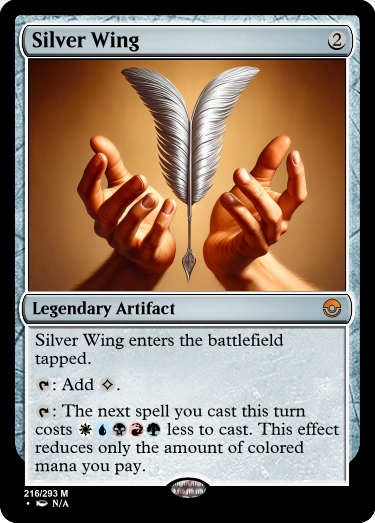 Silver Wing 2
Legendary Artifact
Silver Wing enters the battlefield
tapped.
: Add .
: The next spell you cast this turn
costs less to cast. This effect
reduces only the amount of colored
mana you pay.
216/293 M
• N/A